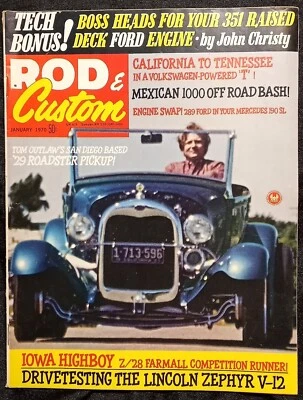 TECH BONUS! BOSS HEADS FOR YOUR 351 RAISED
DECK FORD ENGINE • by John Christy
ROD &
Custom
JANUARY 1970 50¢
CALIFORNIA TO TENNESSEE
IN A VOLKSWAGEN-POWERED 'T'!
MEXICAN 1000 OFF ROAD BASH!
ENGINE SWAP! 289 FORD IN YOUR MERCEDES 190 SL
TOM OUTLAW'S SAN DIEGO BASED
'29 ROADSTER PICKUP!
1•713•596
IOWA HIGHBOY Z/28 FARMALL COMPETITION RUNNER!
DRIVETESTING THE LINCOLN ZEPHYR V-12